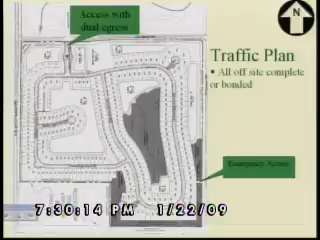 Access with
dual egress
N
Traffic Plan
▪ All off site complete
or bonded
Emergency Access
7:30:14 PM 1/22/09